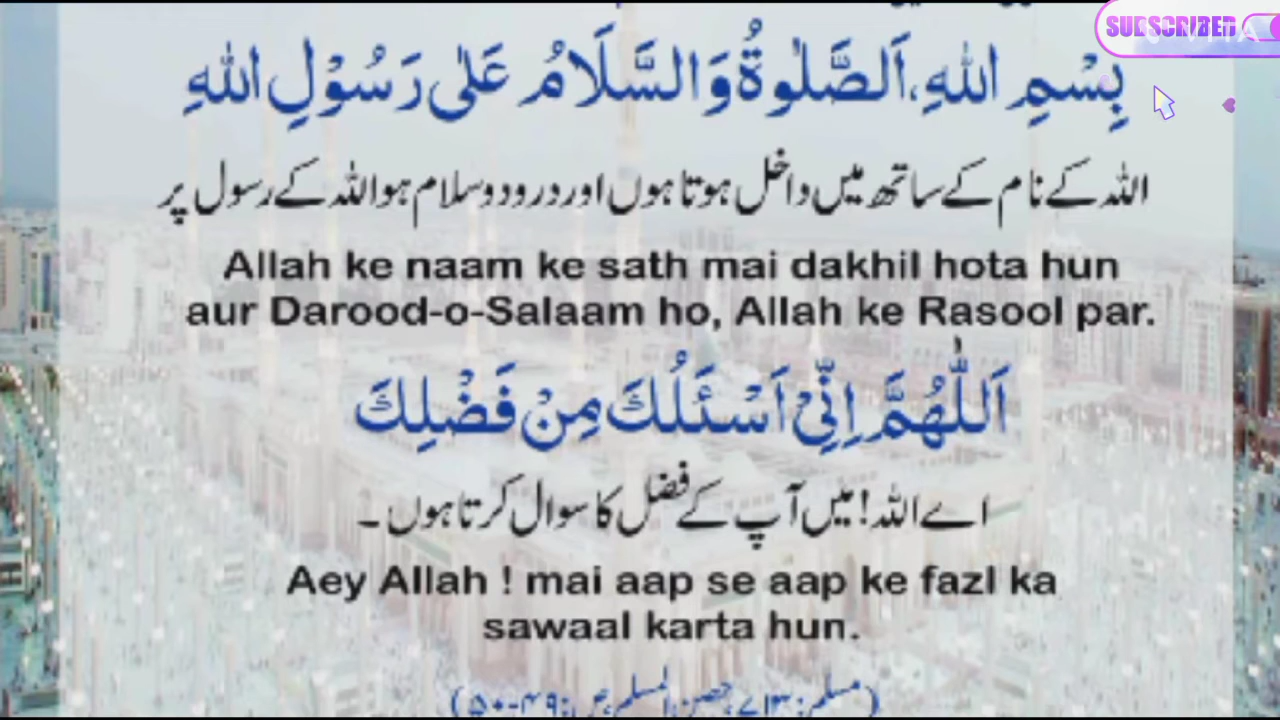 SUBSCRIBED
بِسْمِ اللهِ، اَلصَّلٰوةُ وَالسَّلَامُ عَلٰى رَسُوْلِ اللهِ
اللہ کے نام کے ساتھ میں داخل ہوتا ہوں اور درود و سلام ہو اللہ کے رسول پر
Allah ke naam ke sath mai dakhil hota hun
aur Darood-o-Salaam ho, Allah ke Rasool par.
اَللّٰهُمَّ اِنِّيْ اَسْئَلُكَ مِنْ فَضْلِكَ
اے اللہ! میں آپ کے فضل کا سوال کرتا ہوں ۔
Aey Allah ! mai aap se aap ke fazl ka
sawaal karta hun.